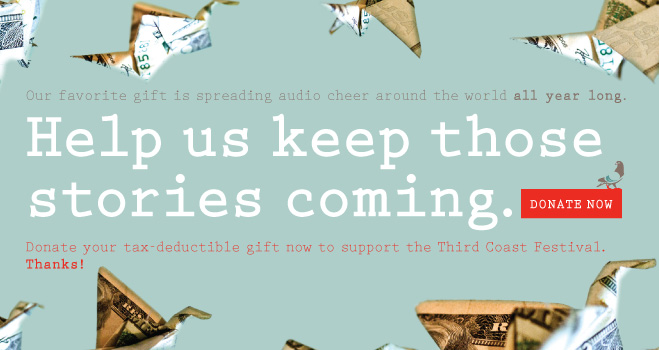 Our favorite gift is spreading audio cheer around the world all year long.
Help us keep those
stories coming.
DONATE NOW
Donate your tax-deductible gift now to support the Third Coast Festival.
Thanks!